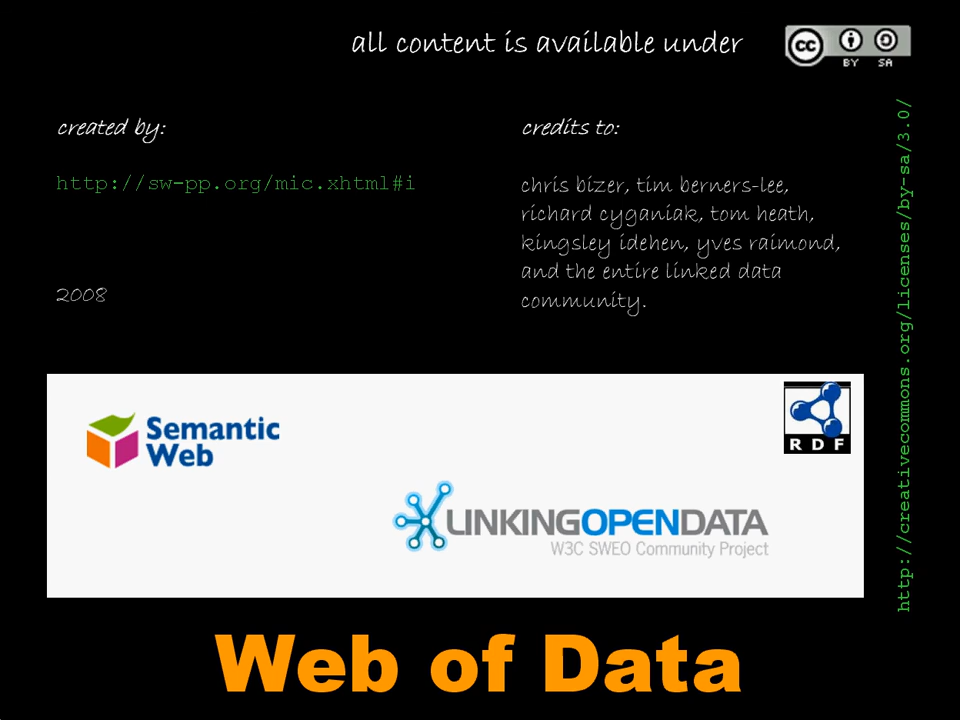 all content is available under
cc BY SA
created by:
http://sw-pp.org/mic.xhtml#i
2008
credits to:
chris bizer, tim berners-lee,
richard cyganiak, tom heath,
kingsley idehen, yves raimond,
and the entire linked data
community.
http://creativecommons.org/licenses/by-sa/3.0/
Semantic
Web
RDF
LINKINGOPENDATA
W3C SWEO Community Project
Web of Data